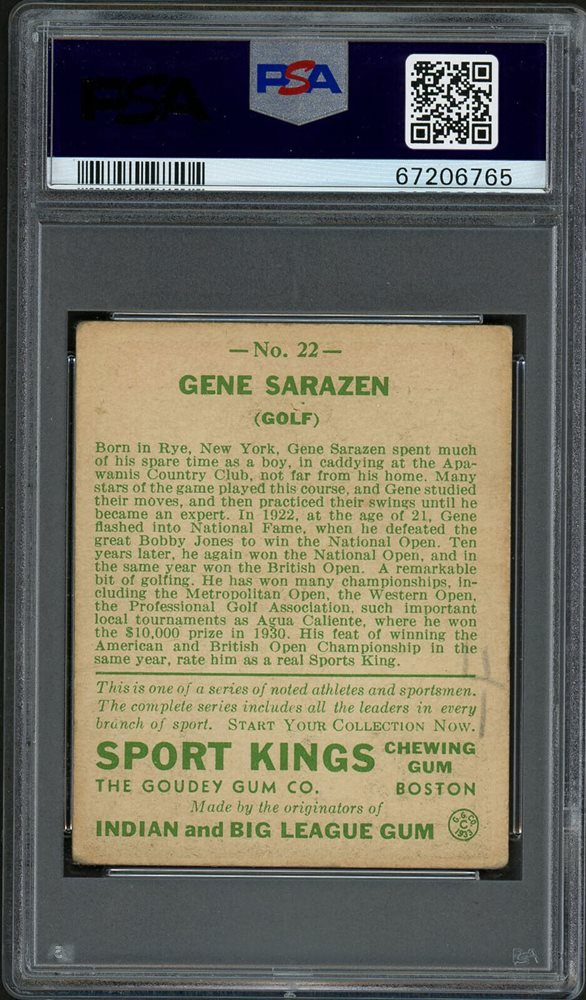 PSA
PSA
67206765
— No. 22 —
GENE SARAZEN
(GOLF)
Born in Rye, New York, Gene Sarazen spent much
of his spare time as a boy, in caddying at the Apa-
wamis Country Club, not far from his home. Many
stars of the game played this course, and Gene studied
their moves, and then practiced their swings until he
became an expert. In 1922, at the age of 21, Gene
flashed into National Fame, when he defeated the
great Bobby Jones to win the National Open. Ten
years later, he again won the National Open, and in
the same year won the British Open. A remarkable
bit of golfing. He has won many championships, in-
cluding the Metropolitan Open, the Western Open,
the Professional Golf Association, such important
local tournaments as Agua Caliente, where he won
the $10,000 prize in 1930. His feat of winning the
American and British Open Championship in the
same year, rate him as a real Sports King.
This is one of a series of noted athletes and sportsmen.
The complete series includes all the leaders in every
branch of sport. START YOUR COLLECTION NOW.
SPORT KINGS CHEWING GUM
THE GOUDEY GUM CO. BOSTON
Made by the originators of
INDIAN and BIG LEAGUE GUM
G.G.CO.
C
1933
PSA